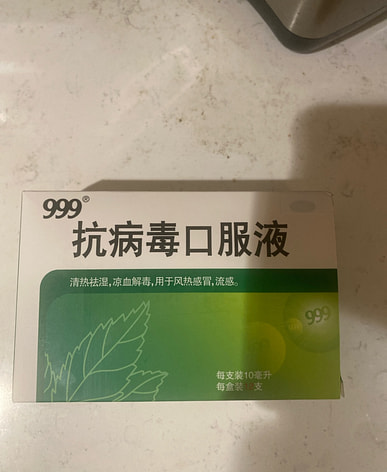 999®
抗病毒口服液
清热祛湿,凉血解毒,用于风热感冒,流感。
999
每支装10毫升
每盒装 支